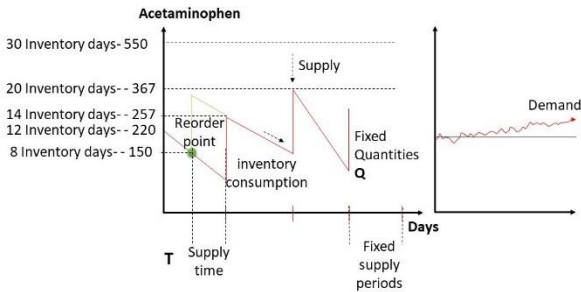 Acetaminophen
30 Inventory days- 550
20 Inventory days- - 367
14 Inventory days- - 257
12 Inventory days- - 220
8 Inventory days- - 150
Supply
Reorder
point
inventory
consumption
Fixed
Quantities
Q
Days
T
Supply
time
Fixed
supply
periods
Demand